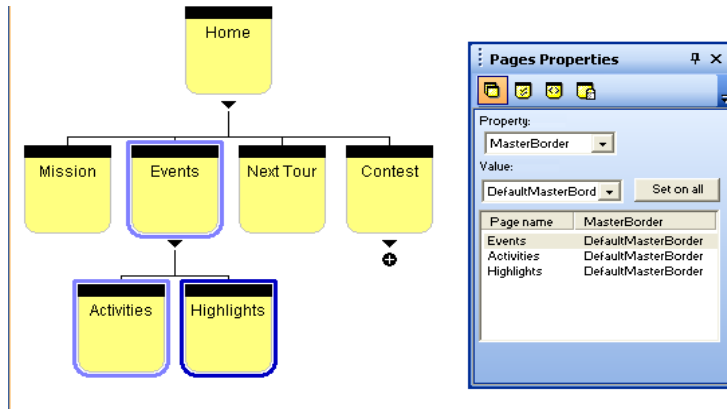 Home
Mission
Events
Next Tour
Contest
Activities
Highlights
Pages Properties
Property:
MasterBorder
Value:
DefaultMasterBord
Set on all
Page name MasterBorder
Events DefaultMasterBorder
Activities DefaultMasterBorder
Highlights DefaultMasterBorder